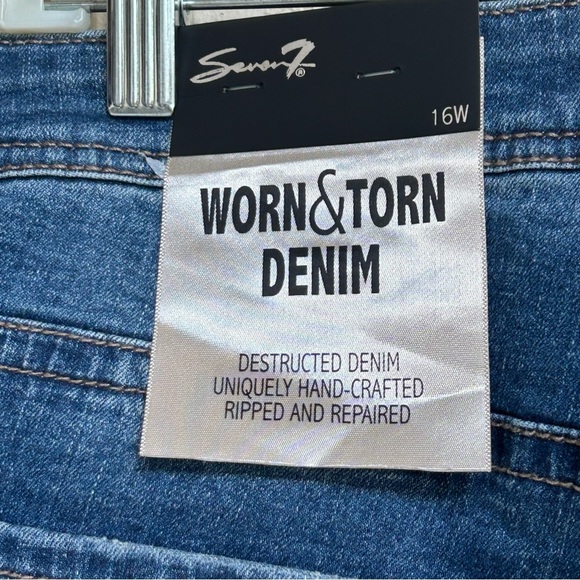 Seven7®
16W
WORN&TORN
DENIM
DESTRUCTED DENIM
UNIQUELY HAND-CRAFTED
RIPPED AND REPAIRED